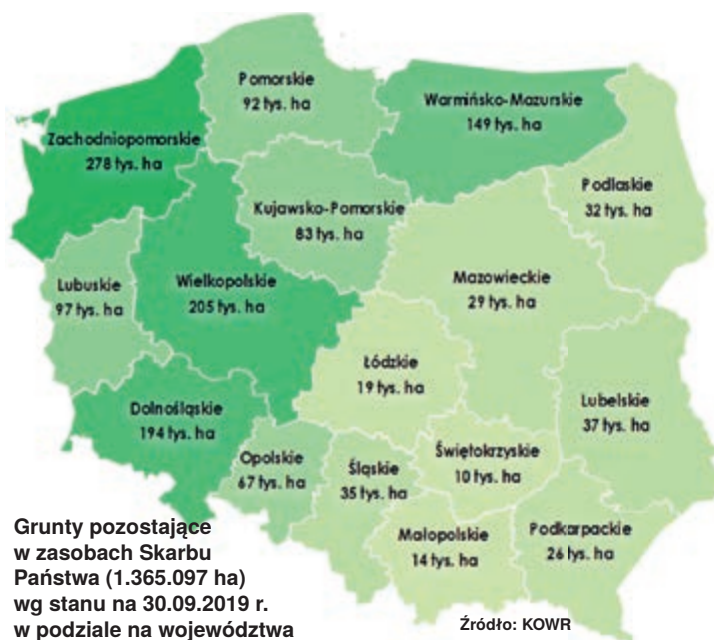 Pomorskie
92 tys. ha
Warmińsko-Mazurskie
149 tys. ha
Zachodniopomorskie
278 tys. ha
Podlaskie
32 tys. ha
Kujawsko-Pomorskie
83 tys. ha
Lubuskie
97 tys. ha
Wielkopolskie
205 tys. ha
Mazowieckie
29 tys. ha
Łódzkie
19 tys. ha
Dolnośląskie
194 tys. ha
Lubelskie
37 tys. ha
Opolskie
67 tys. ha
Śląskie
35 tys. ha
Świętokrzyskie
10 tys. ha
Małopolskie
14 tys. ha
Podkarpackie
26 tys. ha
Grunty pozostające
w zasobach Skarbu
Państwa (1.365.097 ha)
wg stanu na 30.09.2019 r.
w podziale na województwa
Źródło: KOWR